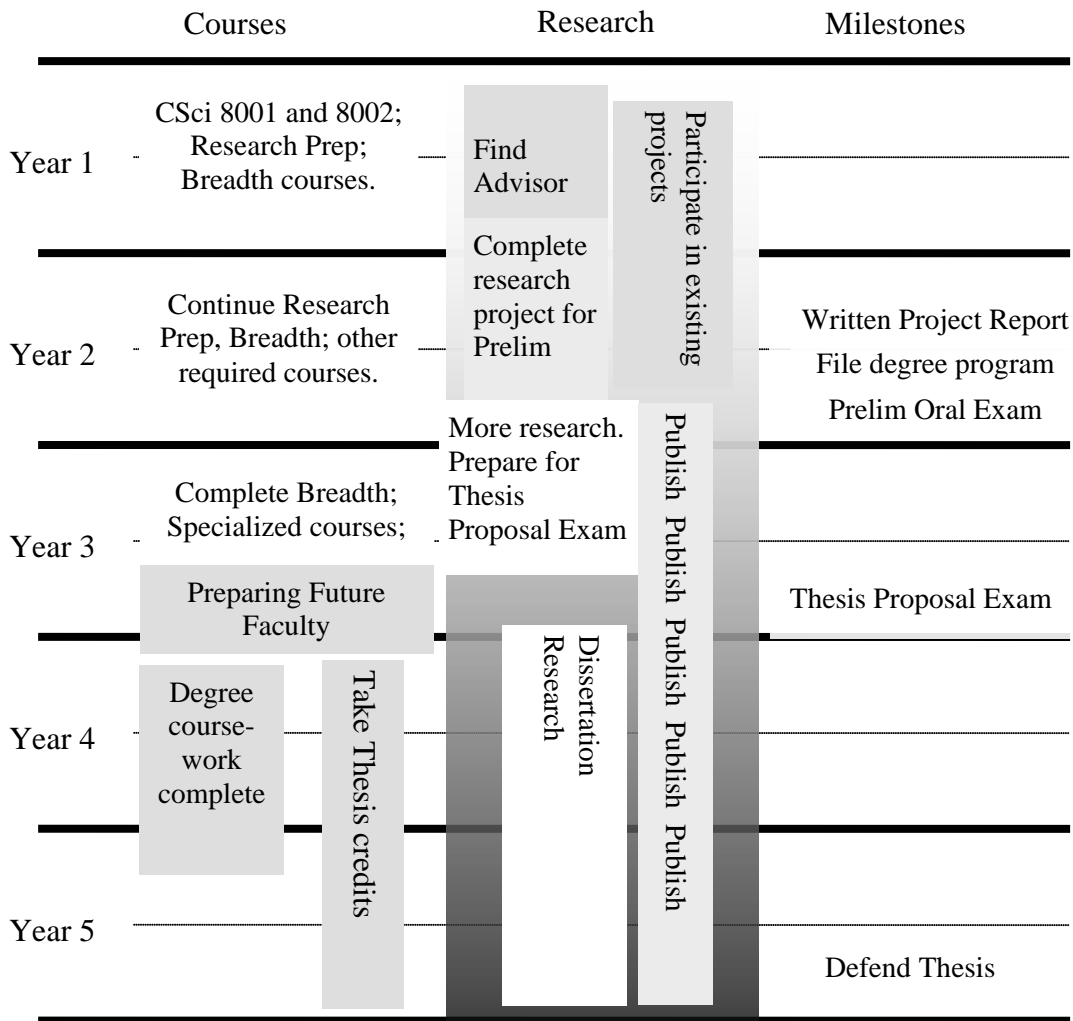 Courses
Research
Milestones
Year 1
CSci 8001 and 8002;
Research Prep;
Breadth courses.
Find
Advisor
Participate in existing
projects
Year 2
Continue Research
Prep, Breadth; other
required courses.
Complete
research
project for
Prelim
Written Project Report
File degree program
Prelim Oral Exam
Year 3
Complete Breadth;
Specialized courses;
Preparing Future
Faculty
More research.
Prepare for
Thesis
Proposal Exam
Publish Publish Publish Publish Publish
Thesis Proposal Exam
Year 4
Degree
course-
work
complete
Take Thesis credits
Dissertation
Research
Year 5
Defend Thesis